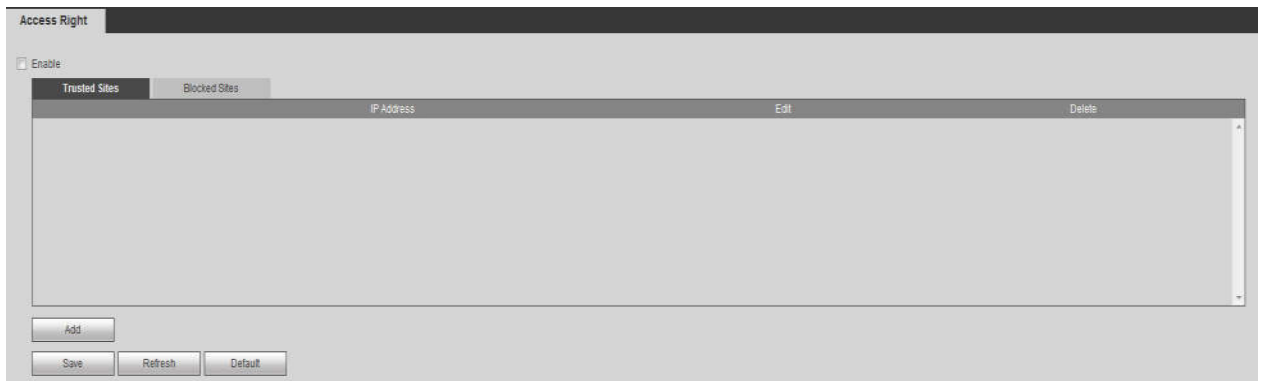 Access Right
Enable
Trusted Sites Blocked Sites
IP Address Edit Delete
Add
Save Refresh Default